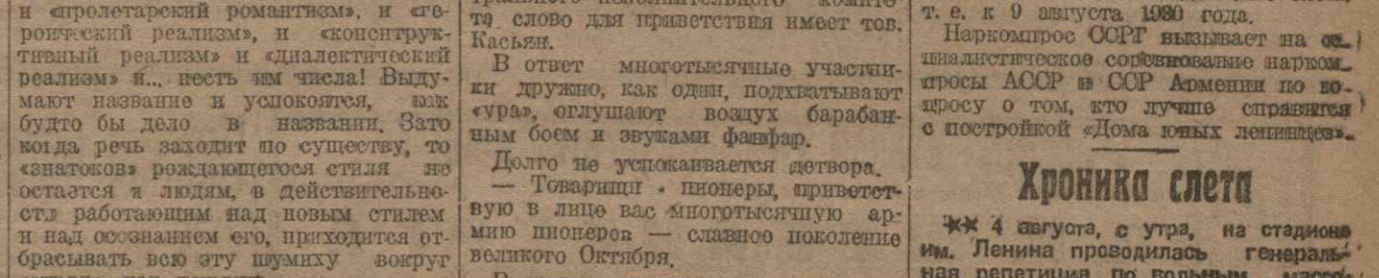 и «пролетарский романтизм», и «ге-
роический реализм», и «конструк-
тивный реализм» и «диалектический
реализм» и... несть им числа! Выду-
мают название и успокоятся, как
будто бы дело в названии. Зато
когда речь заходит по существу, то
«знатоков» рождающегося стиля не
остается и людям, в действительно-
сти работающим над новым стилем
и над осознанием его, приходится от-
брасывать всю эту шумиху вокруг
та, слово для приветствия имеет тов.
Касьян.
В ответ многотысячные участни-
ки дружно, как один, подхватывают
«ура», оглушают воздух барабан-
ным боем и звуками фанфар.
Долго не успокаивается детвора.
— Товарищи - пионеры, приветст-
вую в лице вас многотысячную ар-
мию пионеров — славное поколение
великого Октября.
т. е. к 9 августа 1930 года.
Наркомпрос ССРГ вызывает на со-
циалистическое соревнование нарком-
просы АССР и ССР Армении по во-
просу о том, кто лучше справится
с постройкой «Дома юных ленинцев».
Хроника слета
** 4 августа, с утра, на стадионе
им. Ленина проводилась генераль-
ная репетиция по вольным